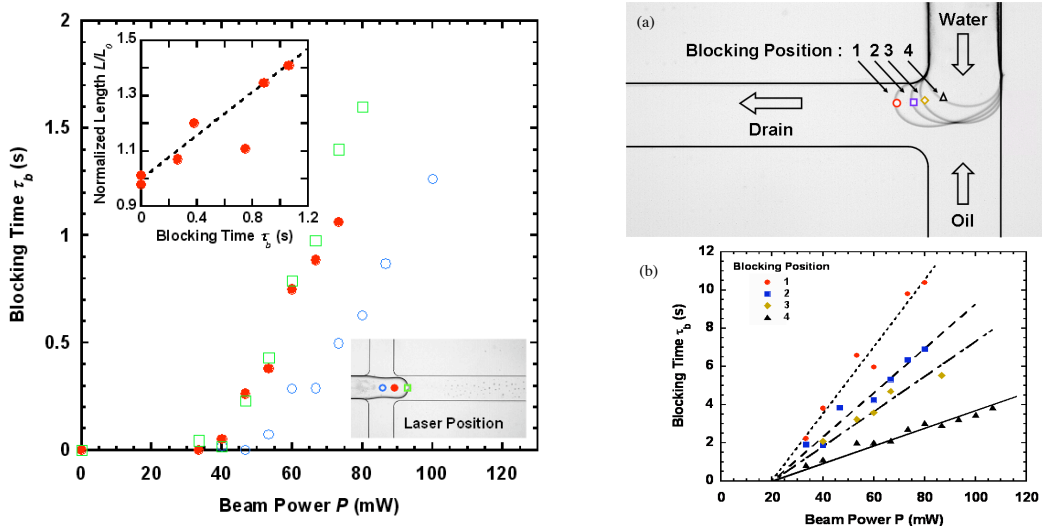 2
1.5
1
0.5
0
Blocking Time τb (s)
0 20 40 60 80 100 120
Beam Power P (mW)
1.5
1.3
1.1
0.9
Normalized Length L/L0
0 0.4 0.8 1.2
Blocking Time τb (s)
Laser Position
(a)
Water
Blocking Position :
1 2 3 4
Drain
Oil
(b)
12
10
8
6
4
2
0
Blocking Time τb (s)
Blocking Position
1
2
3
4
0 20 40 60 80 100 120
Beam Power P (mW)